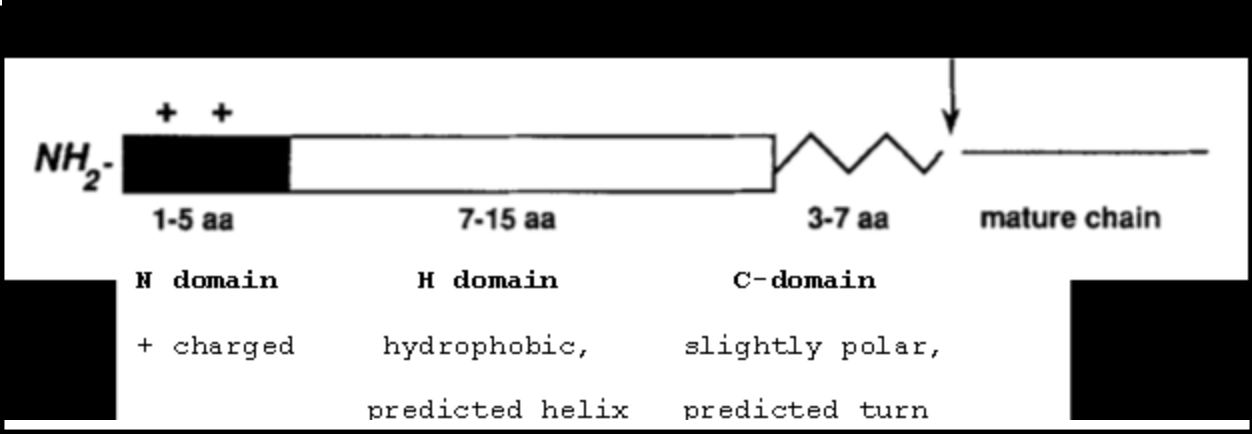 + +
NH2-
1-5 aa 7-15 aa 3-7 aa mature chain
N domain H domain C-domain
+ charged hydrophobic, slightly polar,
predicted helix predicted turn